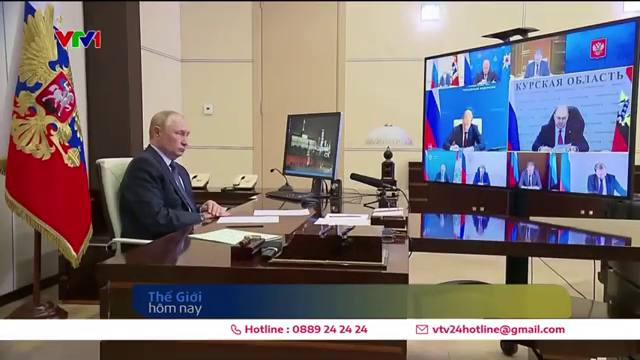 VTV1
КУРСКАЯ ОБЛАСТЬ
Thế Giới
hôm nay
Hotline : 0889 24 24 24
vtv24hotline@gmail.com